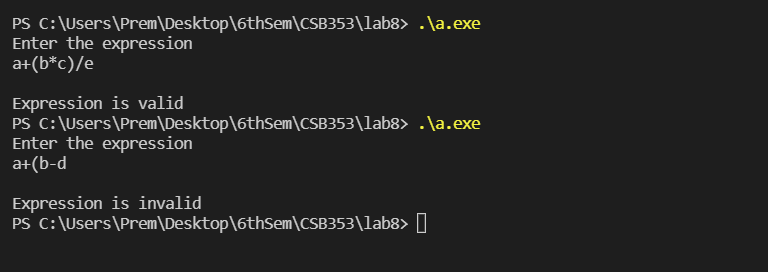 PS C:\Users\Prem\Desktop\6thSem\CSB353\lab8> .\a.exe
Enter the expression
a+(b*c)/e
Expression is valid
PS C:\Users\Prem\Desktop\6thSem\CSB353\lab8> .\a.exe
Enter the expression
a+(b-d
Expression is invalid
PS C:\Users\Prem\Desktop\6thSem\CSB353\lab8>